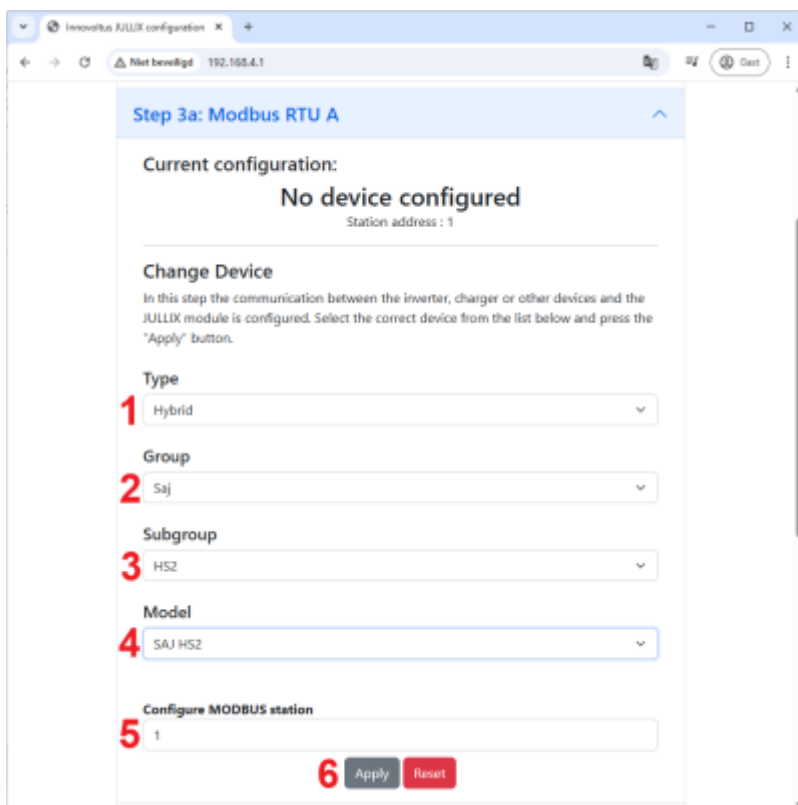 Innovoltus JULLIX configuration
Niet beveiligd 192.168.4.1
Gast
Step 3a: Modbus RTU A
Current configuration:
No device configured
Station address : 1
Change Device
In this step the communication between the inverter, charger or other devices and the
JULLIX module is configured. Select the correct device from the list below and press the
"Apply" button.
Type
1 Hybrid
Group
2 Saj
Subgroup
3 HS2
Model
4 SAJ HS2
Configure MODBUS station
5 1
6 Apply Reset